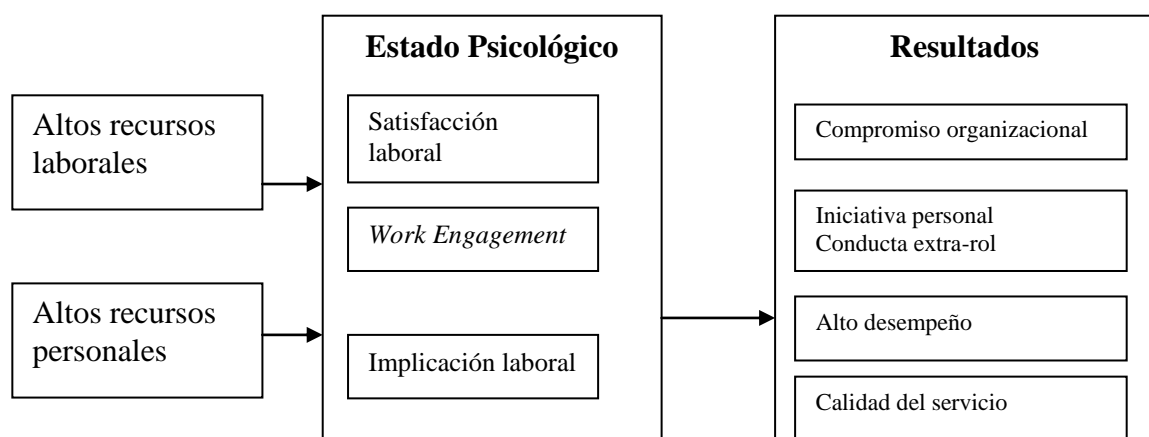 Altos recursos
laborales
Altos recursos
personales
Estado Psicológico
Satisfacción
laboral
Work Engagement
Implicación laboral
Resultados
Compromiso organizacional
Iniciativa personal
Conducta extra-rol
Alto desempeño
Calidad del servicio